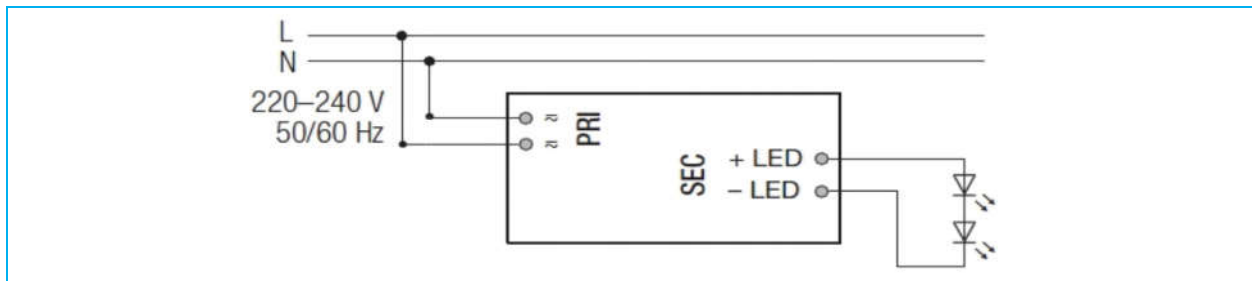 L
N
220–240 V
50/60 Hz
≂
≂
PRI
SEC
+ LED
– LED